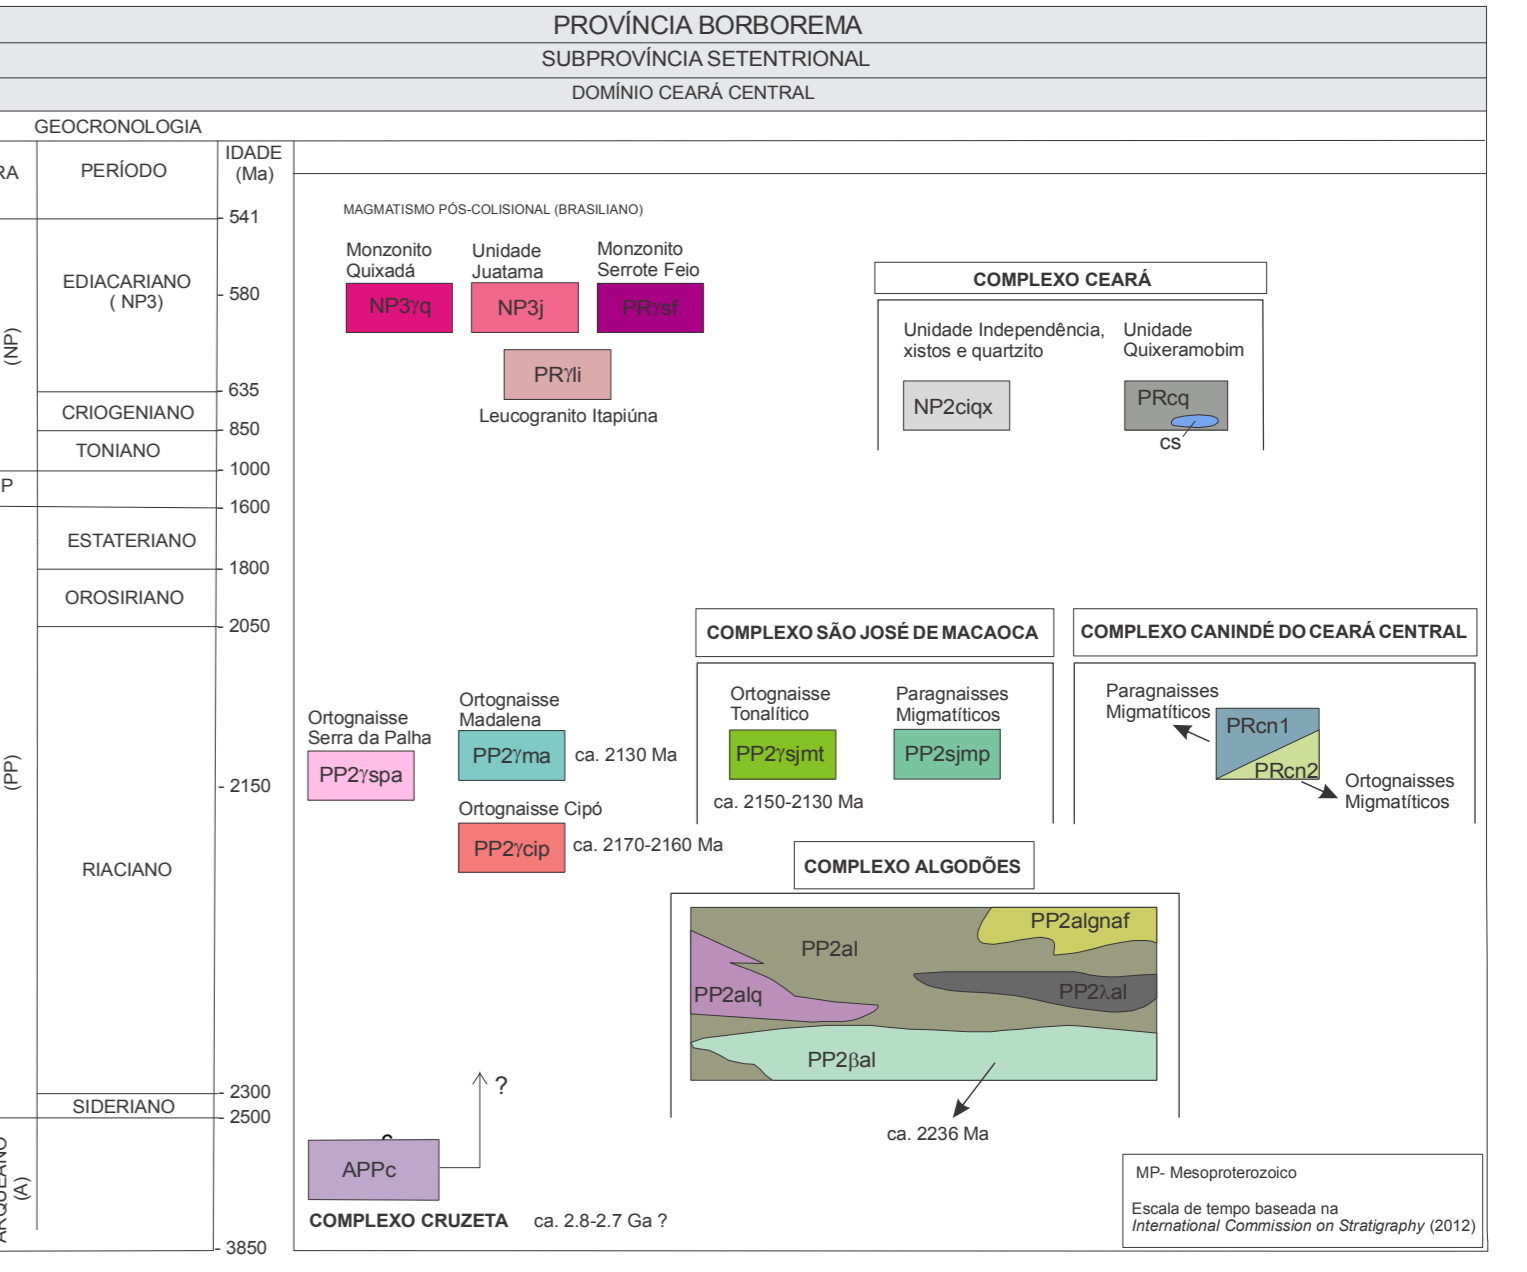 PROVÍNCIA BORBOREMA
SUBPROVÍNCIA SETENTRIONAL
DOMÍNIO CEARÁ CENTRAL
GEOCRONOLOGIA
RA
PERÍODO
IDADE
(Ma)
541
580
635
850
1000
1600
1800
2050
2150
2300
2500
3850
(NP)
P
(PP)
ARQUEANO
(A)
EDIACARIANO
( NP3)
CRIOGENIANO
TONIANO
ESTATERIANO
OROSIRIANO
RIACIANO
SIDERIANO
MAGMATISMO PÓS-COLISIONAL (BRASILIANO)
Monzonito
Quixadá
NP3γq
Unidade
Juatama
NP3j
Monzonito
Serrote Feio
PRγsf
PRγli
Leucogranito Itapiúna
COMPLEXO CEARÁ
Unidade Independência,
xistos e quartzito
NP2ciqx
Unidade
Quixeramobim
PRcq
cs
Ortognaisse
Serra da Palha
PP2γspa
Ortognaisse
Madalena
PP2γma
ca. 2130 Ma
Ortognaisse Cipó
PP2γcip
ca. 2170-2160 Ma
COMPLEXO SÃO JOSÉ DE MACAOCA
Ortognaisse
Tonalítico
PP2γsjmt
ca. 2150-2130 Ma
Paragnaisses
Migmatíticos
PP2sjmp
COMPLEXO CANINDÉ DO CEARÁ CENTRAL
Paragnaisses
Migmatíticos
PRcn1
PRcn2
Ortognaisses
Migmatíticos
COMPLEXO ALGODÕES
PP2algnaf
PP2al
PP2alq
PP2λal
PP2βal
ca. 2236 Ma
?
APPc
COMPLEXO CRUZETA ca. 2.8-2.7 Ga ?
MP- Mesoproterozoico
Escala de tempo baseada na
International Commission on Stratigraphy (2012)